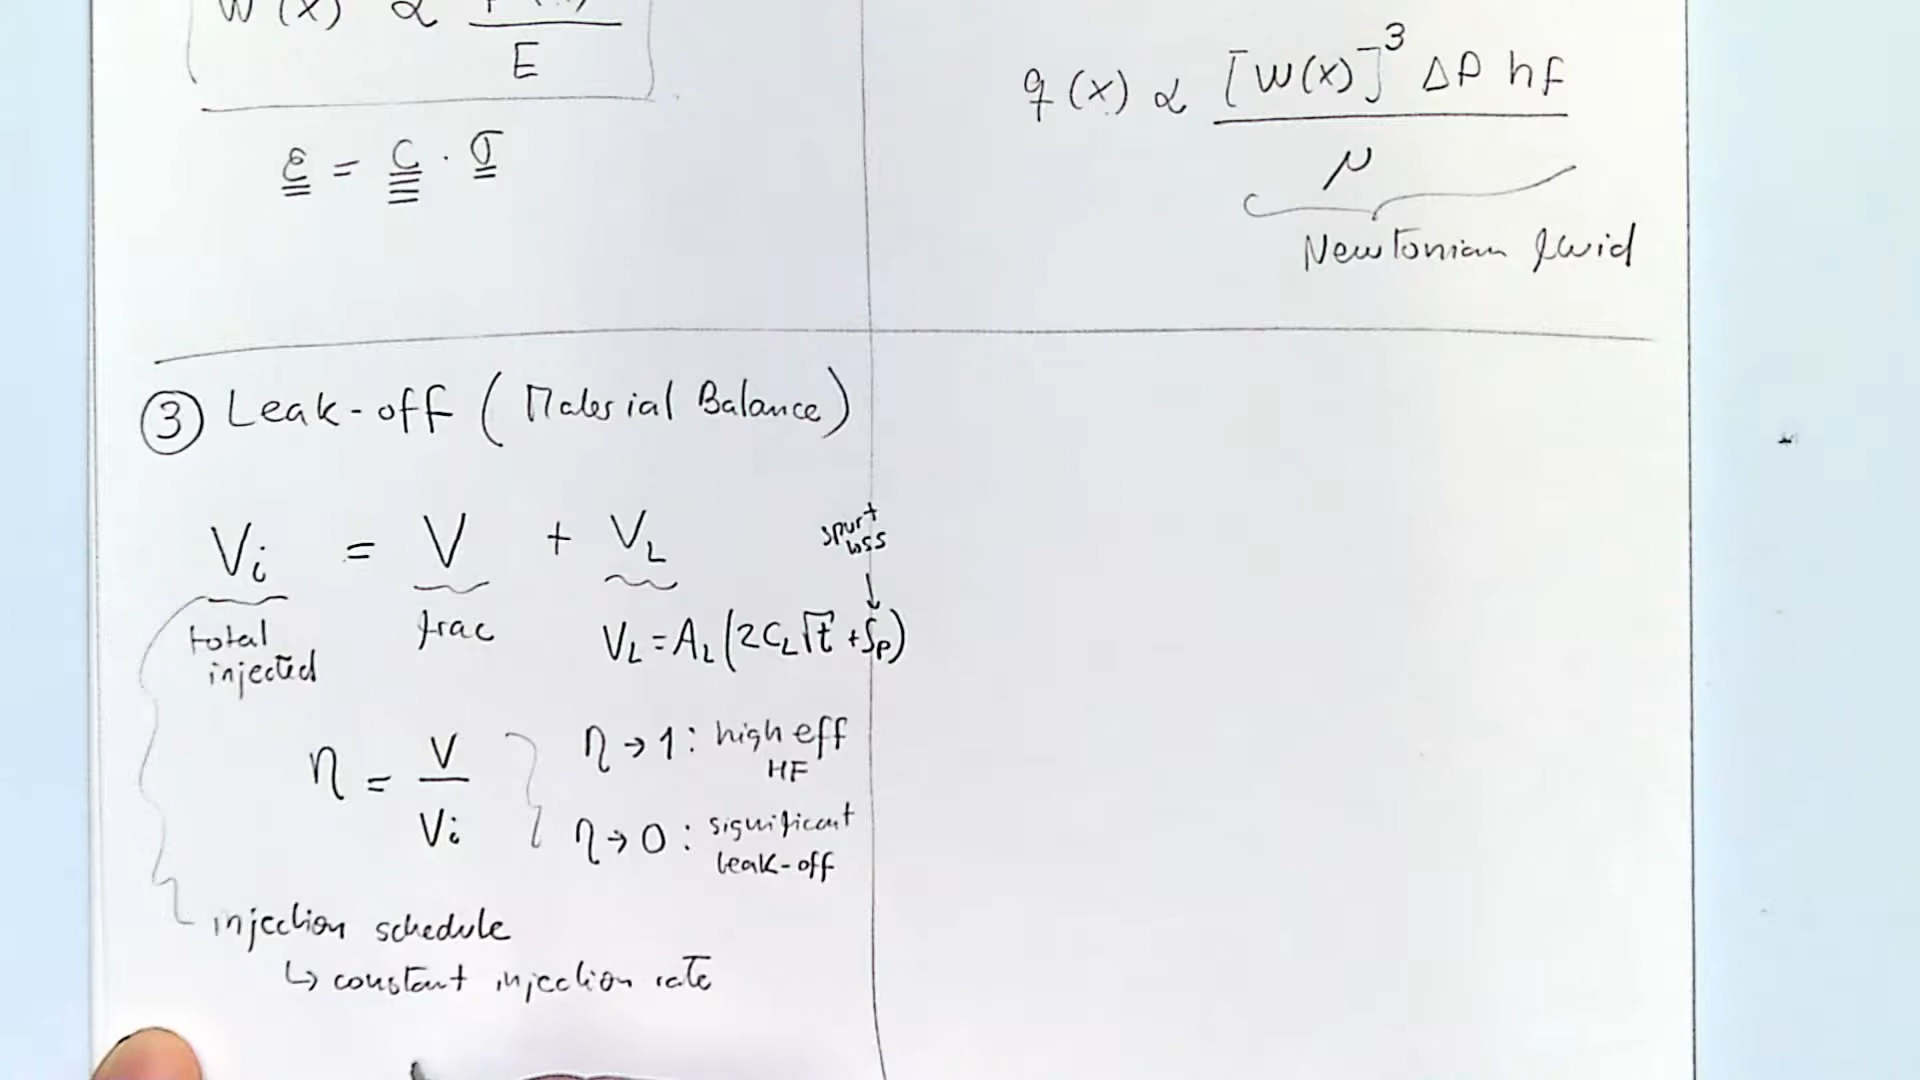 W(x) ∝
E
ε = C · σ
q(x) ∝ [W(x)]³ ΔP hf
μ
Newtonian fluid
③ Leak-off (Material Balance)
Vi = V + VL
total injected
frac
spurt loss
↓
VL = AL (2CL√t + Sp)
η = V / Vi
η → 1 : high eff HF
η → 0 : significant leak-off
injection schedule
↳ constant injection rate